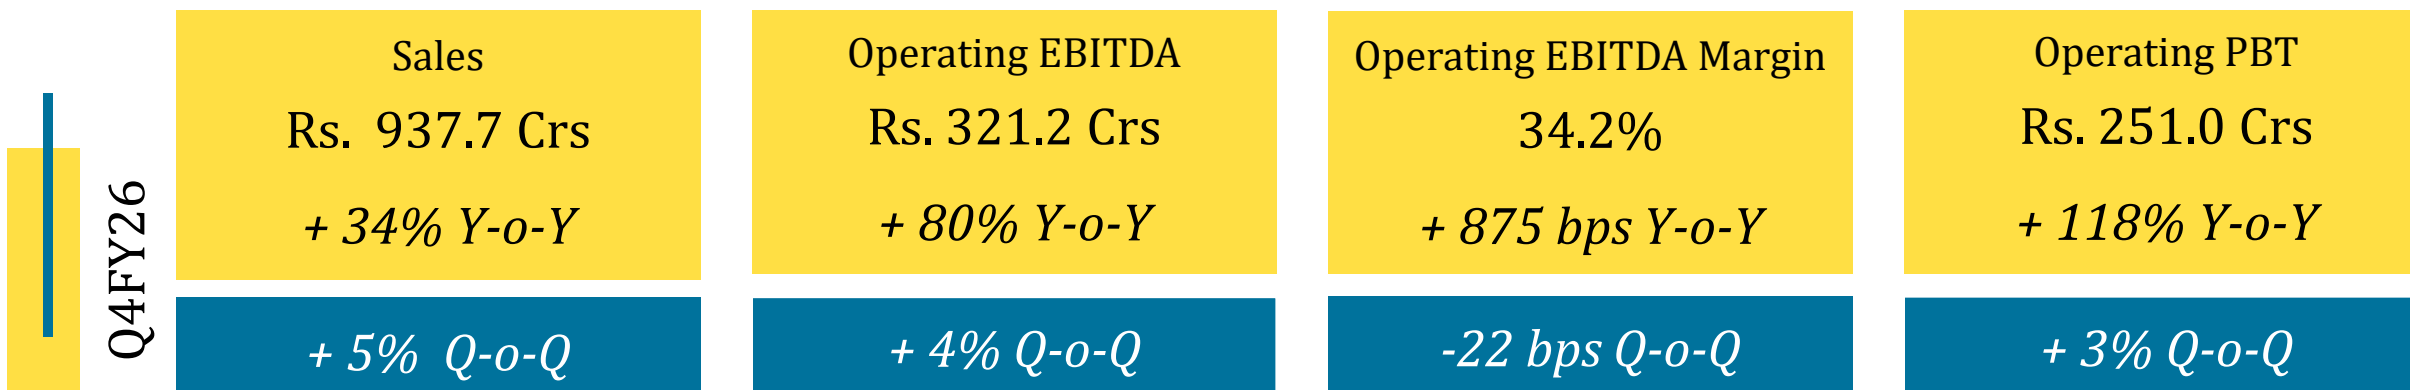 Q4FY26
Sales
Rs.  937.7 Crs
+ 34% Y-o-Y
+ 5%  Q-o-Q
Operating EBITDA
Rs. 321.2 Crs
+ 80% Y-o-Y
+ 4% Q-o-Q
Operating EBITDA Margin
34.2%
+ 875 bps Y-o-Y
-22 bps Q-o-Q
Operating PBT
Rs. 251.0 Crs
+ 118% Y-o-Y
+ 3% Q-o-Q